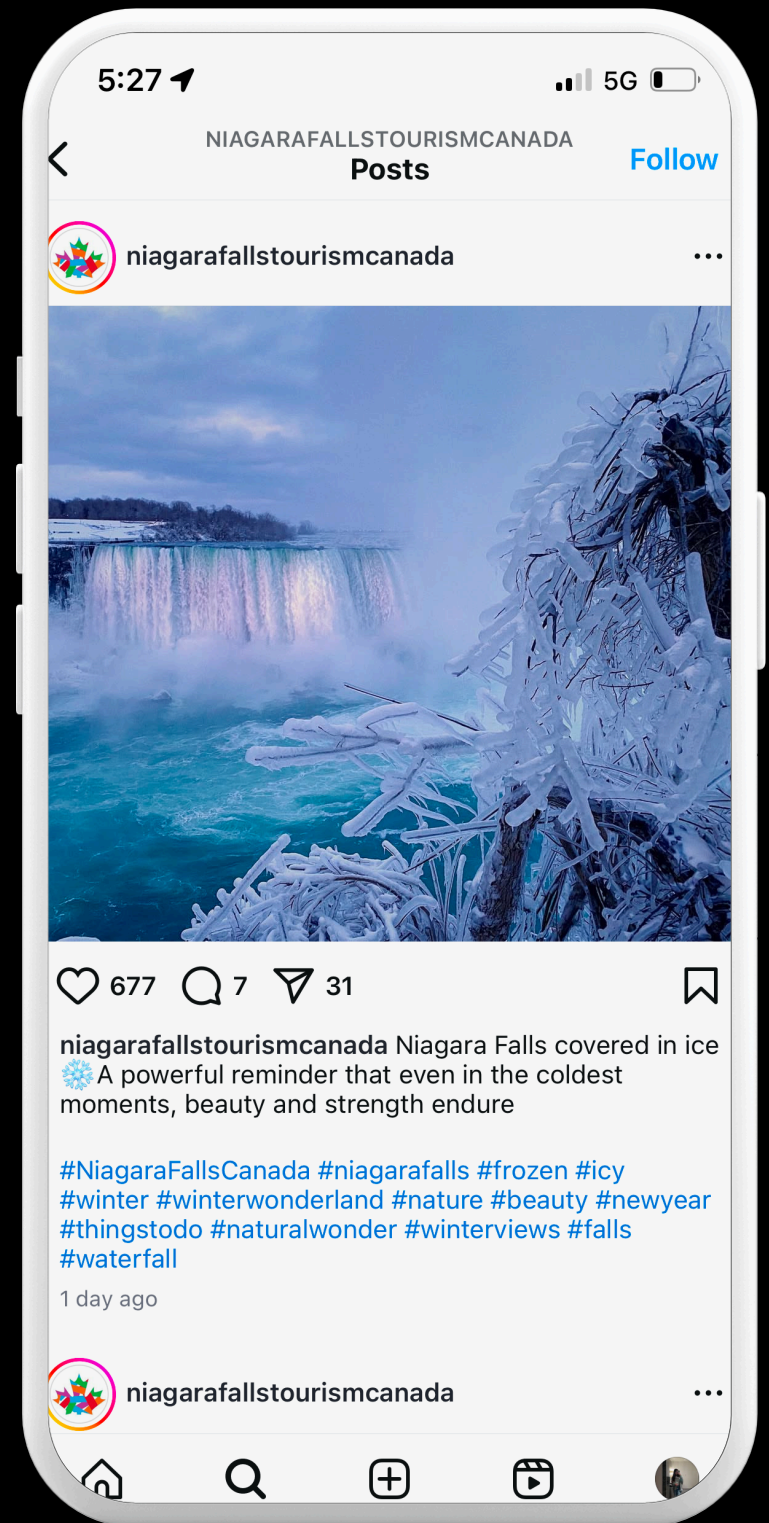 5:27
5G
NIAGARAFALLSTOURISMCANADA
Posts
Follow
niagarafallstourismcanada
677
7
31
niagarafallstourismcanada Niagara Falls covered in ice
❄️A powerful reminder that even in the coldest
moments, beauty and strength endure
#NiagaraFallsCanada #niagarafalls #frozen #icy
#winter #winterwonderland #nature #beauty #newyear
#thingstodo #naturalwonder #winterviews #falls
#waterfall
1 day ago
niagarafallstourismcanada